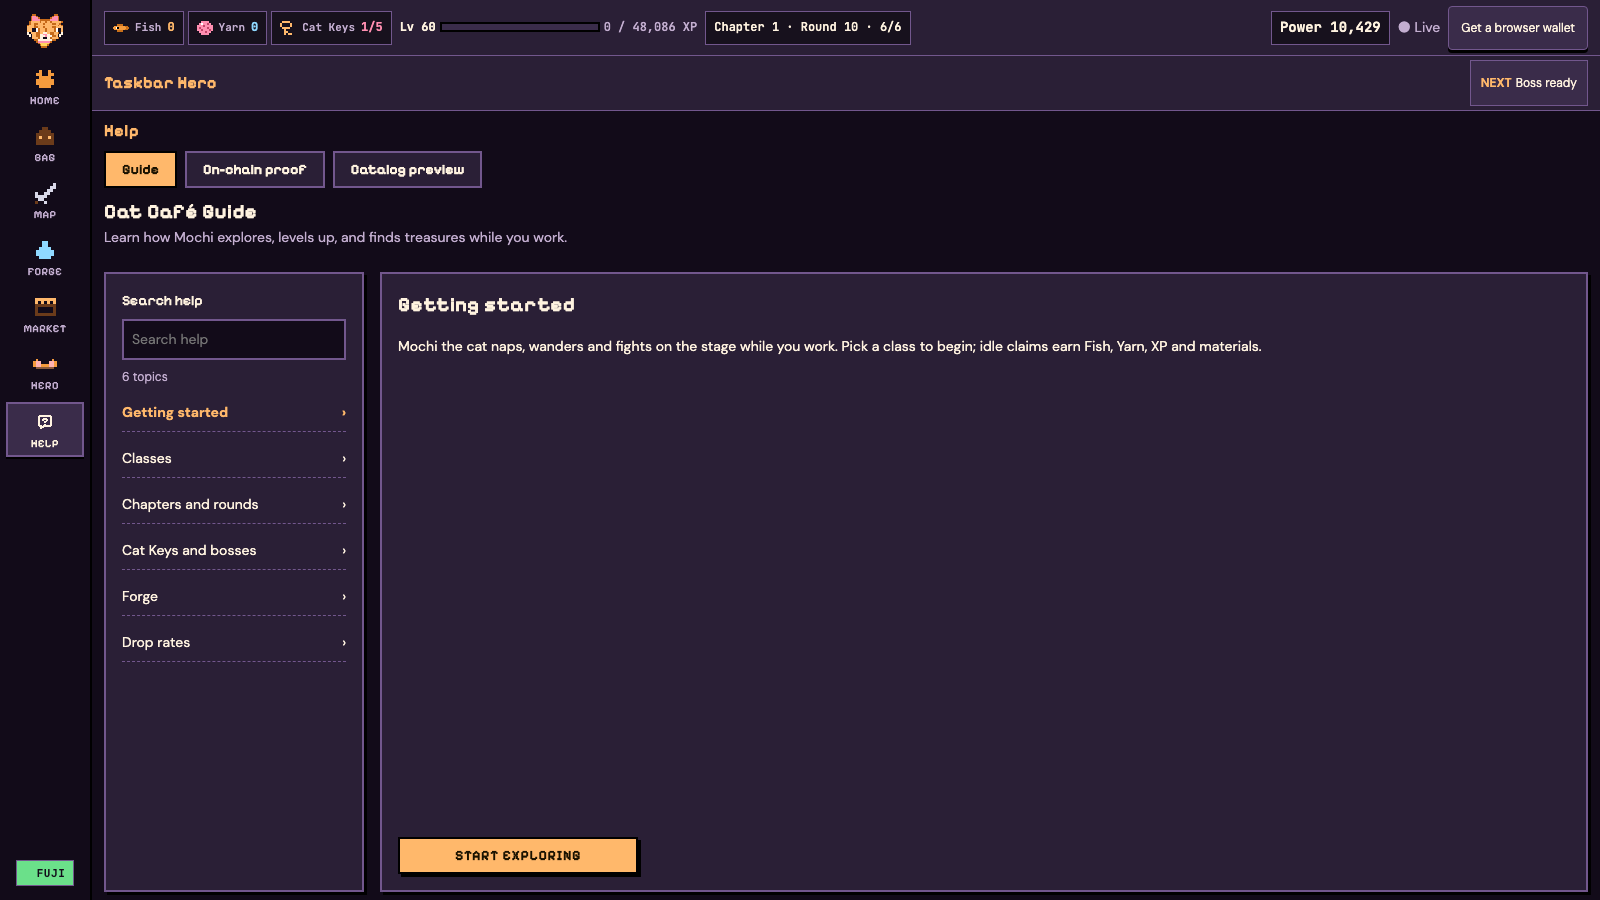 Fish 0
Yarn 0
Cat Keys 1/5
Lv 60
0 / 48,086 XP
Chapter 1 · Round 10 · 6/6
Power 10,429
Live
Get a browser wallet
HOME
BAG
MAP
FORGE
MARKET
HERO
HELP
FUJI
Taskbar Hero
NEXT Boss ready
Help
Guide
On-chain proof
Catalog preview
Cat Café Guide
Learn how Mochi explores, levels up, and finds treasures while you work.
Search help
Search help
6 topics
Getting started ›
Classes ›
Chapters and rounds ›
Cat Keys and bosses ›
Forge ›
Drop rates ›
Getting started
Mochi the cat naps, wanders and fights on the stage while you work. Pick a class to begin; idle claims earn Fish, Yarn, XP and materials.
START EXPLORING